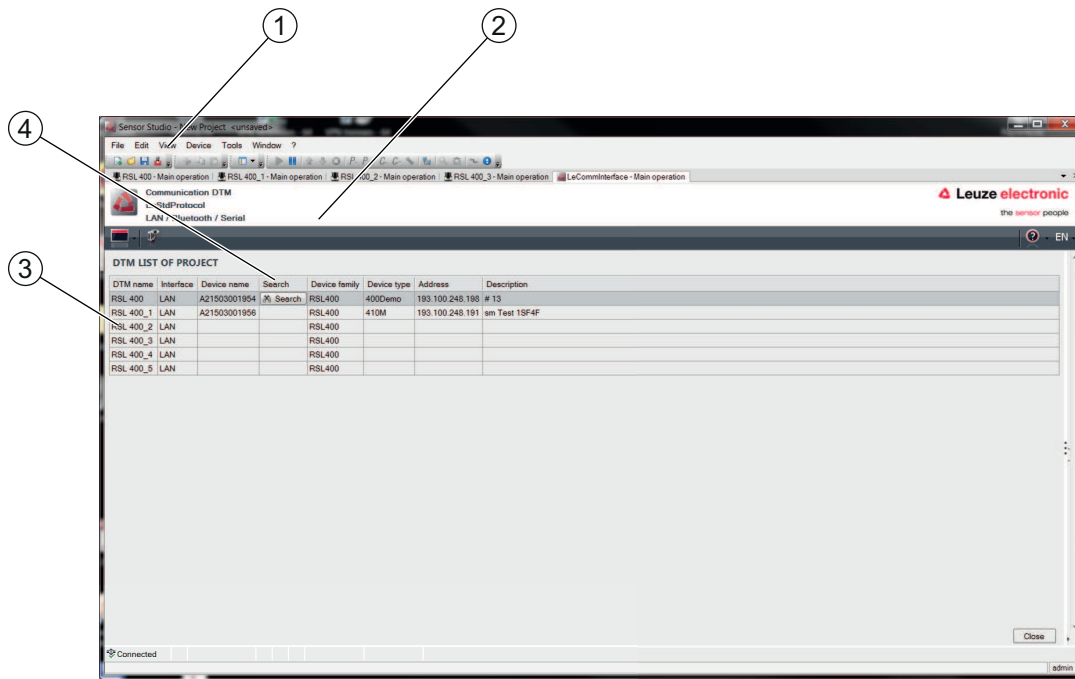 1
2
4
3
Sensor Studio - New Project <unsaved>
File Edit View Device Tools Window ?
RSL 400 - Main operation RSL 400_1 - Main operation RSL 400_2 - Main operation RSL 400_3 - Main operation LeCommInterface - Main operation
Communication DTM
LeStdProtocol
LAN / Bluetooth / Serial
Leuze electronic
the sensor people
? EN
DTM LIST OF PROJECT
DTM name Interface Device name Search Device family Device type Address Description
RSL 400 LAN A21503001954 Search RSL400 400Demo 193.100.248.198 # 13
RSL 400_1 LAN A21503001956 RSL400 410M 193.100.248.191 sm Test 1SF4F
RSL 400_2 LAN RSL400
RSL 400_3 LAN RSL400
RSL 400_4 LAN RSL400
RSL 400_5 LAN RSL400
Close
Connected
admin